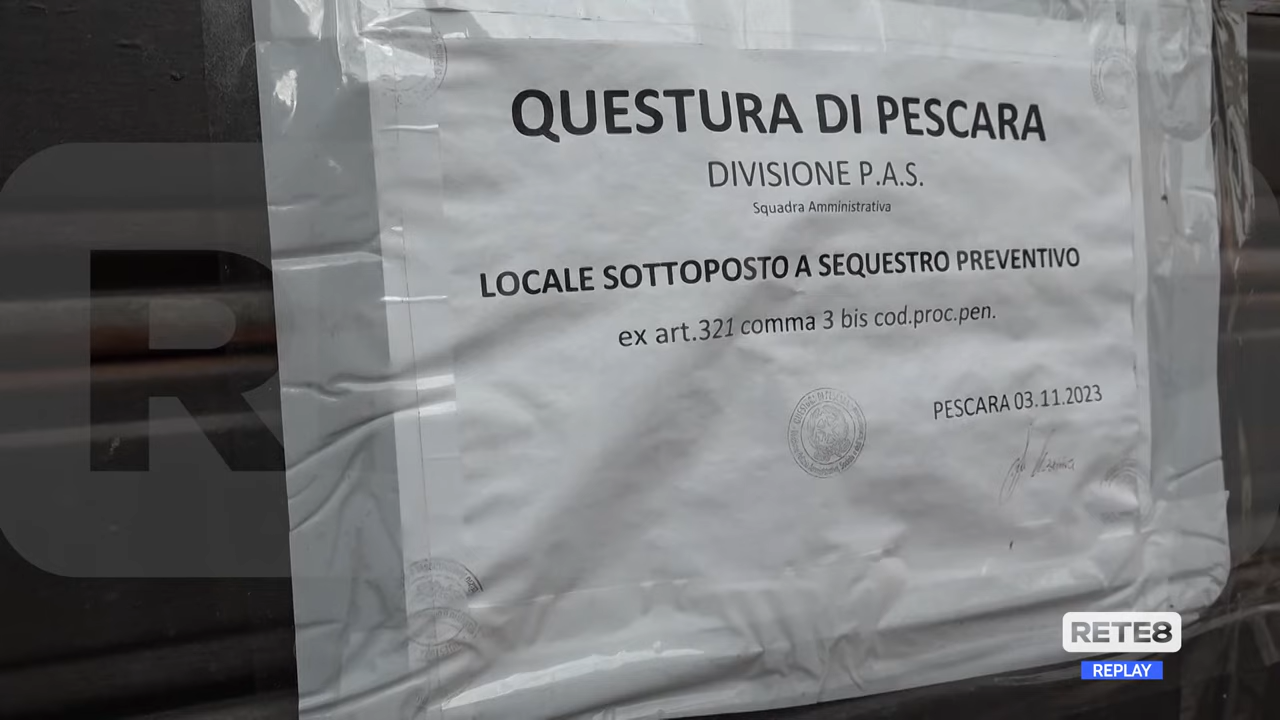 QUESTURA DI PESCARA
DIVISIONE P.A.S.
Squadra Amministrativa
LOCALE SOTTOPOSTO A SEQUESTRO PREVENTIVO
ex art.321 comma 3 bis cod.proc.pen.
PESCARA 03.11.2023
RETE8
REPLAY